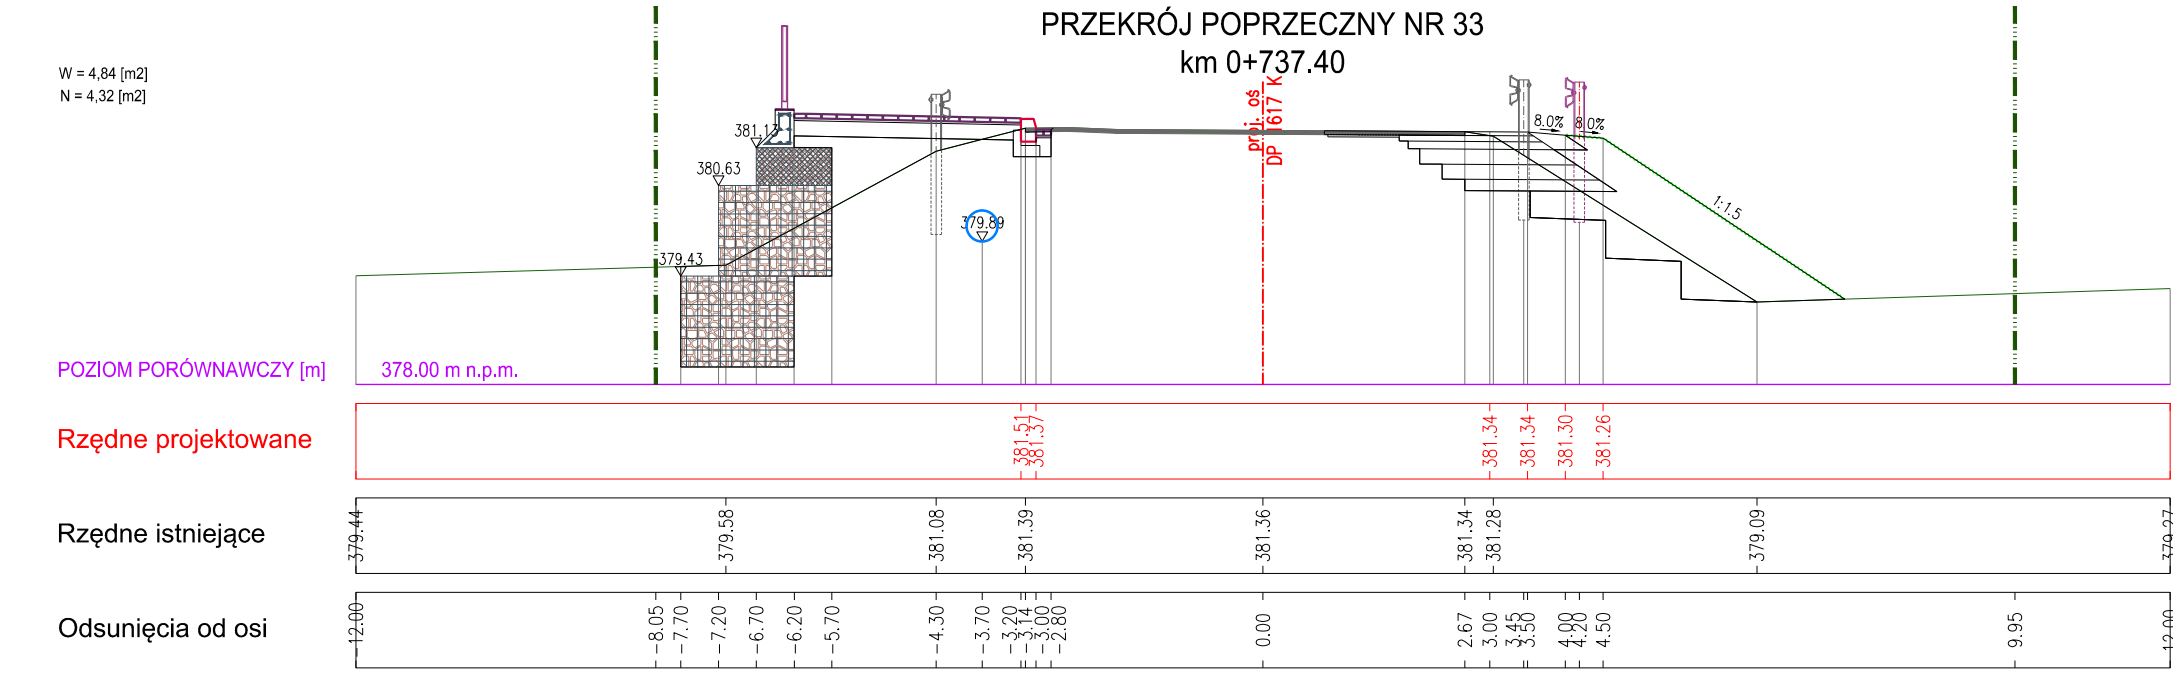 PRZEKRÓJ POPRZECZNY NR 33
km 0+737.40
W = 4,84 [m2]
N = 4,32 [m2]
proj. oś
DP 1617 K
8.0%
8.0%
381.13
380.63
379.89
379.43
1:1.5
POZIOM PORÓWNAWCZY [m] 378.00 m n.p.m.
Rzędne projektowane 381.51 381.37 381.34 381.34 381.30 381.26
Rzędne istniejące 379.44 379.58 381.08 381.39 381.36 381.34 381.28 379.09 379.27
Odsunięcia od osi -12.00 -8.05 -7.70 -7.20 -6.70 -6.20 -5.70 -4.30 -3.70 -3.20 -3.14 -3.00 -2.80 0.00 2.67 3.00 3.45 3.50 4.00 4.20 4.50 9.95 12.00